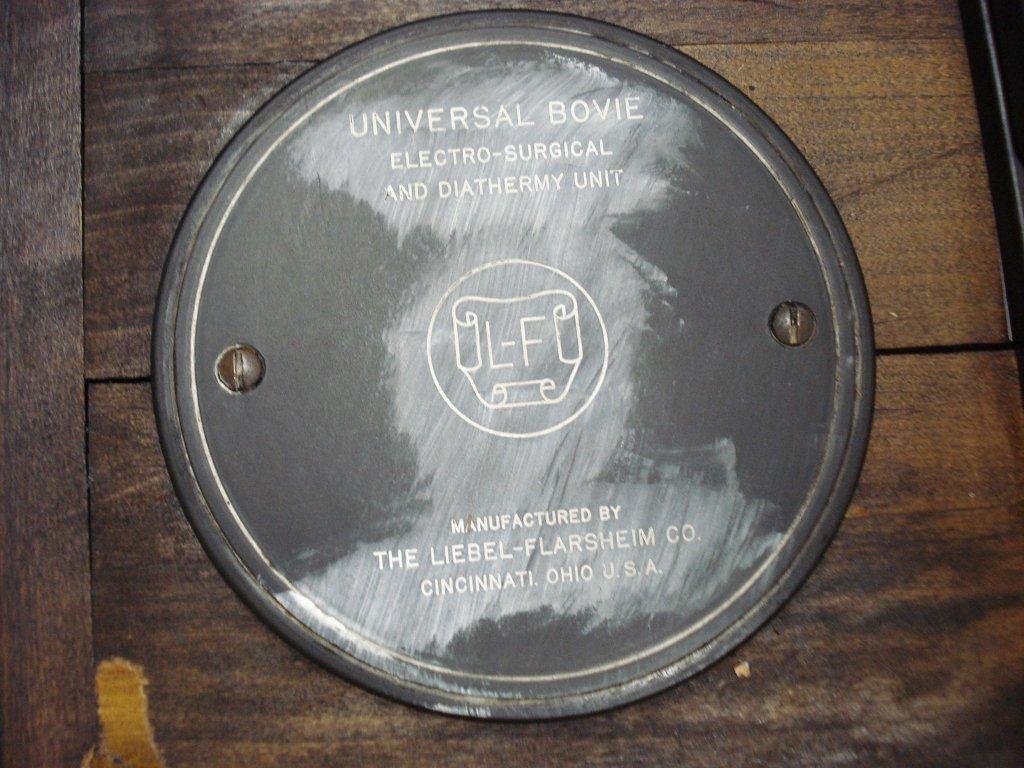 UNIVERSAL BOVIE
ELECTRO-SURGICAL
AND DIATHERMY UNIT
L-F
MANUFACTURED BY
THE LIEBEL-FLARSHEIM CO.
CINCINNATI. OHIO U.S.A.